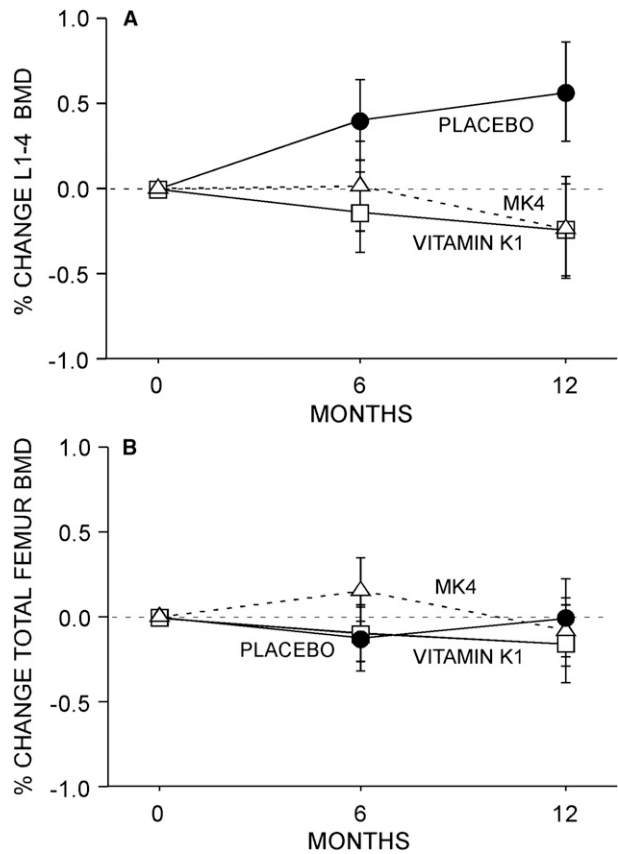 A
% CHANGE L1-4 BMD
1.0
0.5
0.0
-0.5
-1.0
PLACEBO
MK4
VITAMIN K1
0 6 12
MONTHS
B
% CHANGE TOTAL FEMUR BMD
1.0
0.5
0.0
-0.5
-1.0
MK4
PLACEBO VITAMIN K1
0 6 12
MONTHS